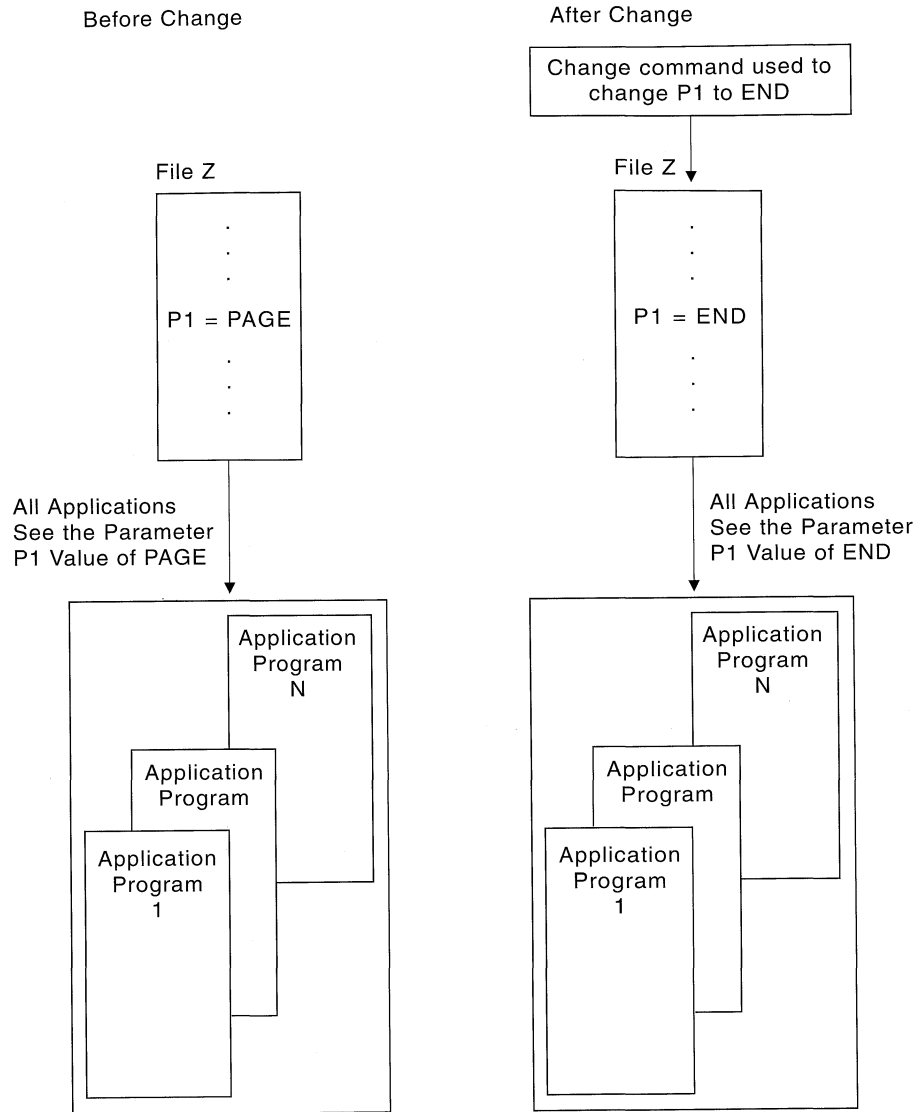 Before Change
File Z
.
.
.
P1 = PAGE
.
.
.
All Applications
See the Parameter
P1 Value of PAGE
Application
Program
N
Application
Program
Application
Program
1
After Change
Change command used to
change P1 to END
File Z
.
.
.
P1 = END
.
.
.
All Applications
See the Parameter
P1 Value of END
Application
Program
N
Application
Program
Application
Program
1